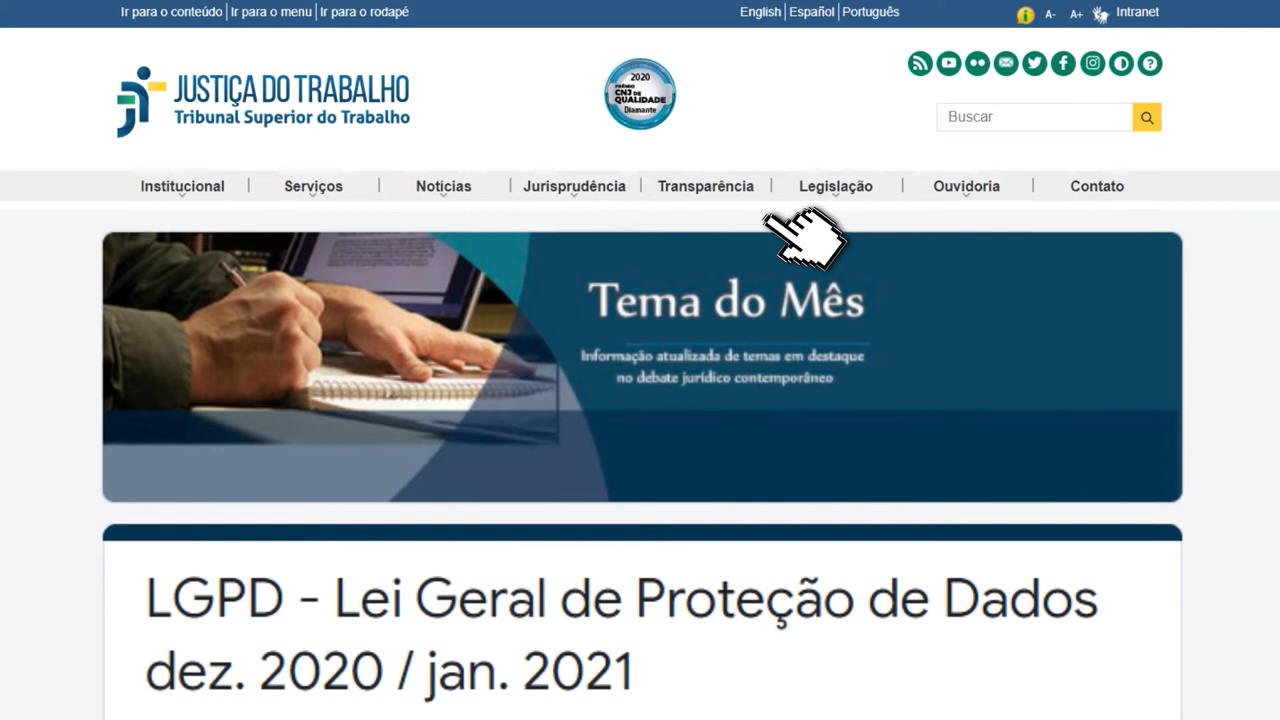 Ir para o conteúdo Ir para o menu Ir para o rodapé
English Español Português
A- A+ Intranet
JUSTIÇA DO TRABALHO
Tribunal Superior do Trabalho
2020
PRÊMIO
CNJ DE
QUALIDADE
Diamante
Buscar
Institucional Serviços Notícias Jurisprudência Transparência Legislação Ouvidoria Contato
Tema do Mês
Informação atualizada de temas em destaque
no debate jurídico contemporâneo
LGPD - Lei Geral de Proteção de Dados
dez. 2020 / jan. 2021